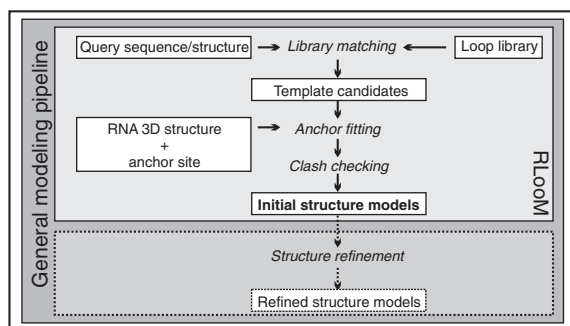 General modeling pipeline
Query sequence/structure
Library matching
Loop library
Template candidates
RNA 3D structure
+
anchor site
Anchor fitting
Clash checking
Initial structure models
RLooM
Structure refinement
Refined structure models